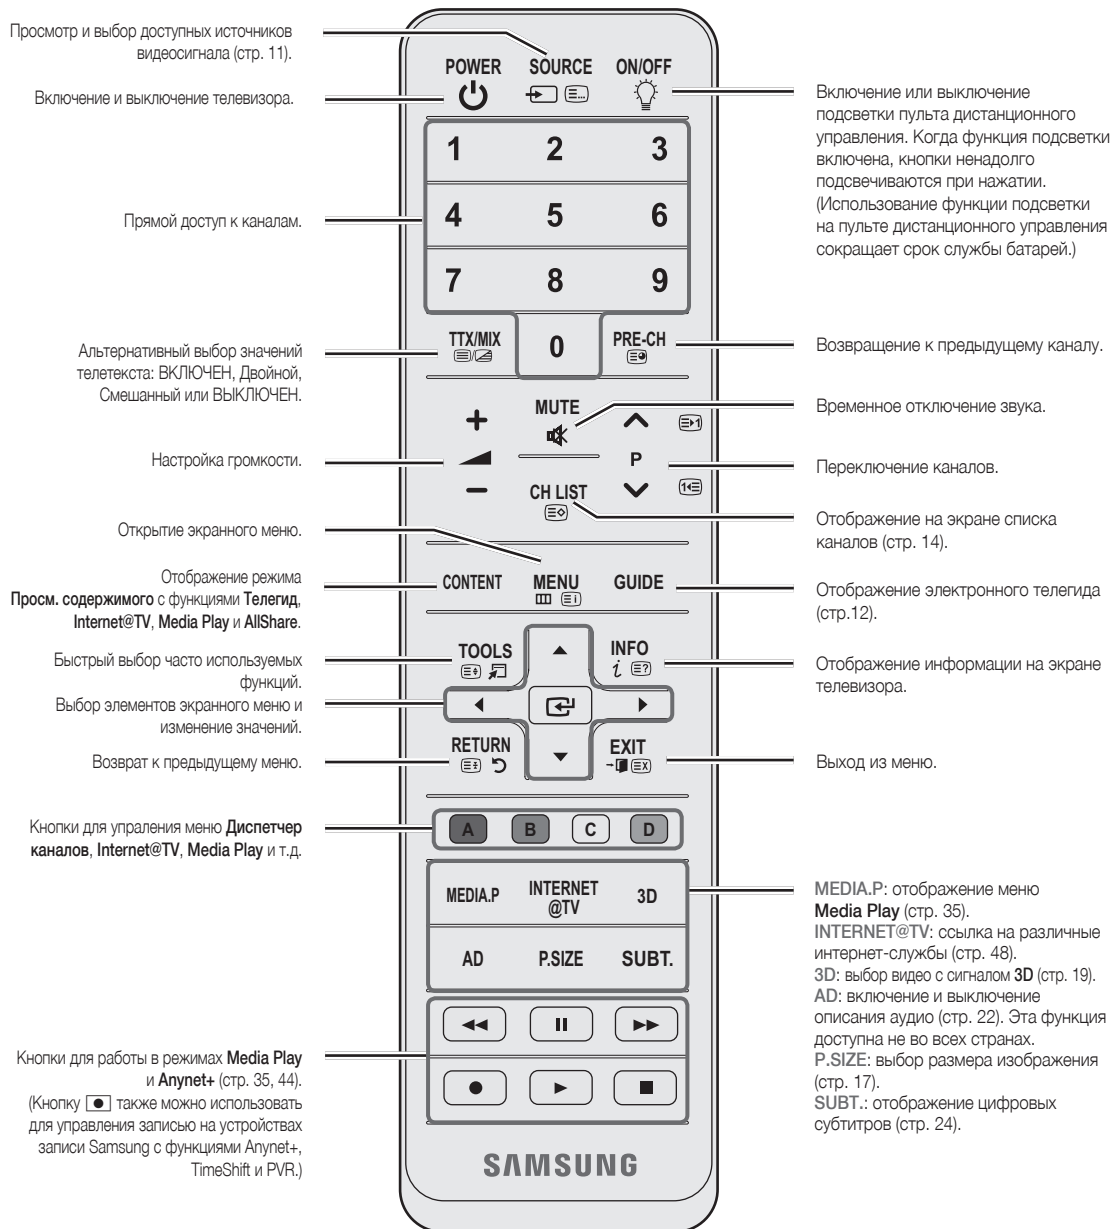 Просмотр и выбор доступных источников
видеосигнала (стр. 11).
Включение и выключение телевизора.
Прямой доступ к каналам.
Альтернативный выбор значений
телетекста: ВКЛЮЧЕН, Двойной,
Смешанный или ВЫКЛЮЧЕН.
Настройка громкости.
Открытие экранного меню.
Отображение режима
Просм. содержимого с функциями Телегид,
Internet@TV, Media Play и AllShare.
Быстрый выбор часто используемых
функций.
Выбор элементов экранного меню и
изменение значений.
Возврат к предыдущему меню.
Кнопки для упраления меню Диспетчер
каналов, Internet@TV, Media Play и т.д.
Кнопки для работы в режимах Media Play
и Anynet+ (стр. 35, 44).
(Кнопку также можно использовать
для управления записью на устройствах
записи Samsung с функциями Anynet+,
TimeShift и PVR.)
POWER SOURCE ON/OFF
1 2 3
4 5 6
7 8 9
TTX/MIX 0 PRE-CH
+ MUTE
P
− CH LIST
CONTENT MENU GUIDE
TOOLS INFO
RETURN EXIT
A B C D
MEDIA.P INTERNET @TV 3D
AD P.SIZE SUBT.
SAMSUNG
Включение или выключение
подсветки пульта дистанционного
управления. Когда функция подсветки
включена, кнопки ненадолго
подсвечиваются при нажатии.
(Использование функции подсветки
на пульте дистанционного управления
сокращает срок службы батарей.)
Возвращение к предыдущему каналу.
Временное отключение звука.
Переключение каналов.
Отображение на экране списка
каналов (стр. 14).
Отображение электронного телегида
(стр.12).
Отображение информации на экране
телевизора.
Выход из меню.
MEDIA.P: отображение меню
Media Play (стр. 35).
INTERNET@TV: ссылка на различные
интернет-службы (стр. 48).
3D: выбор видео с сигналом 3D (стр. 19).
AD: включение и выключение
описания аудио (стр. 22). Эта функция
доступна не во всех странах.
P.SIZE: выбор размера изображения
(стр. 17).
SUBT.: отображение цифровых
субтитров (стр. 24).